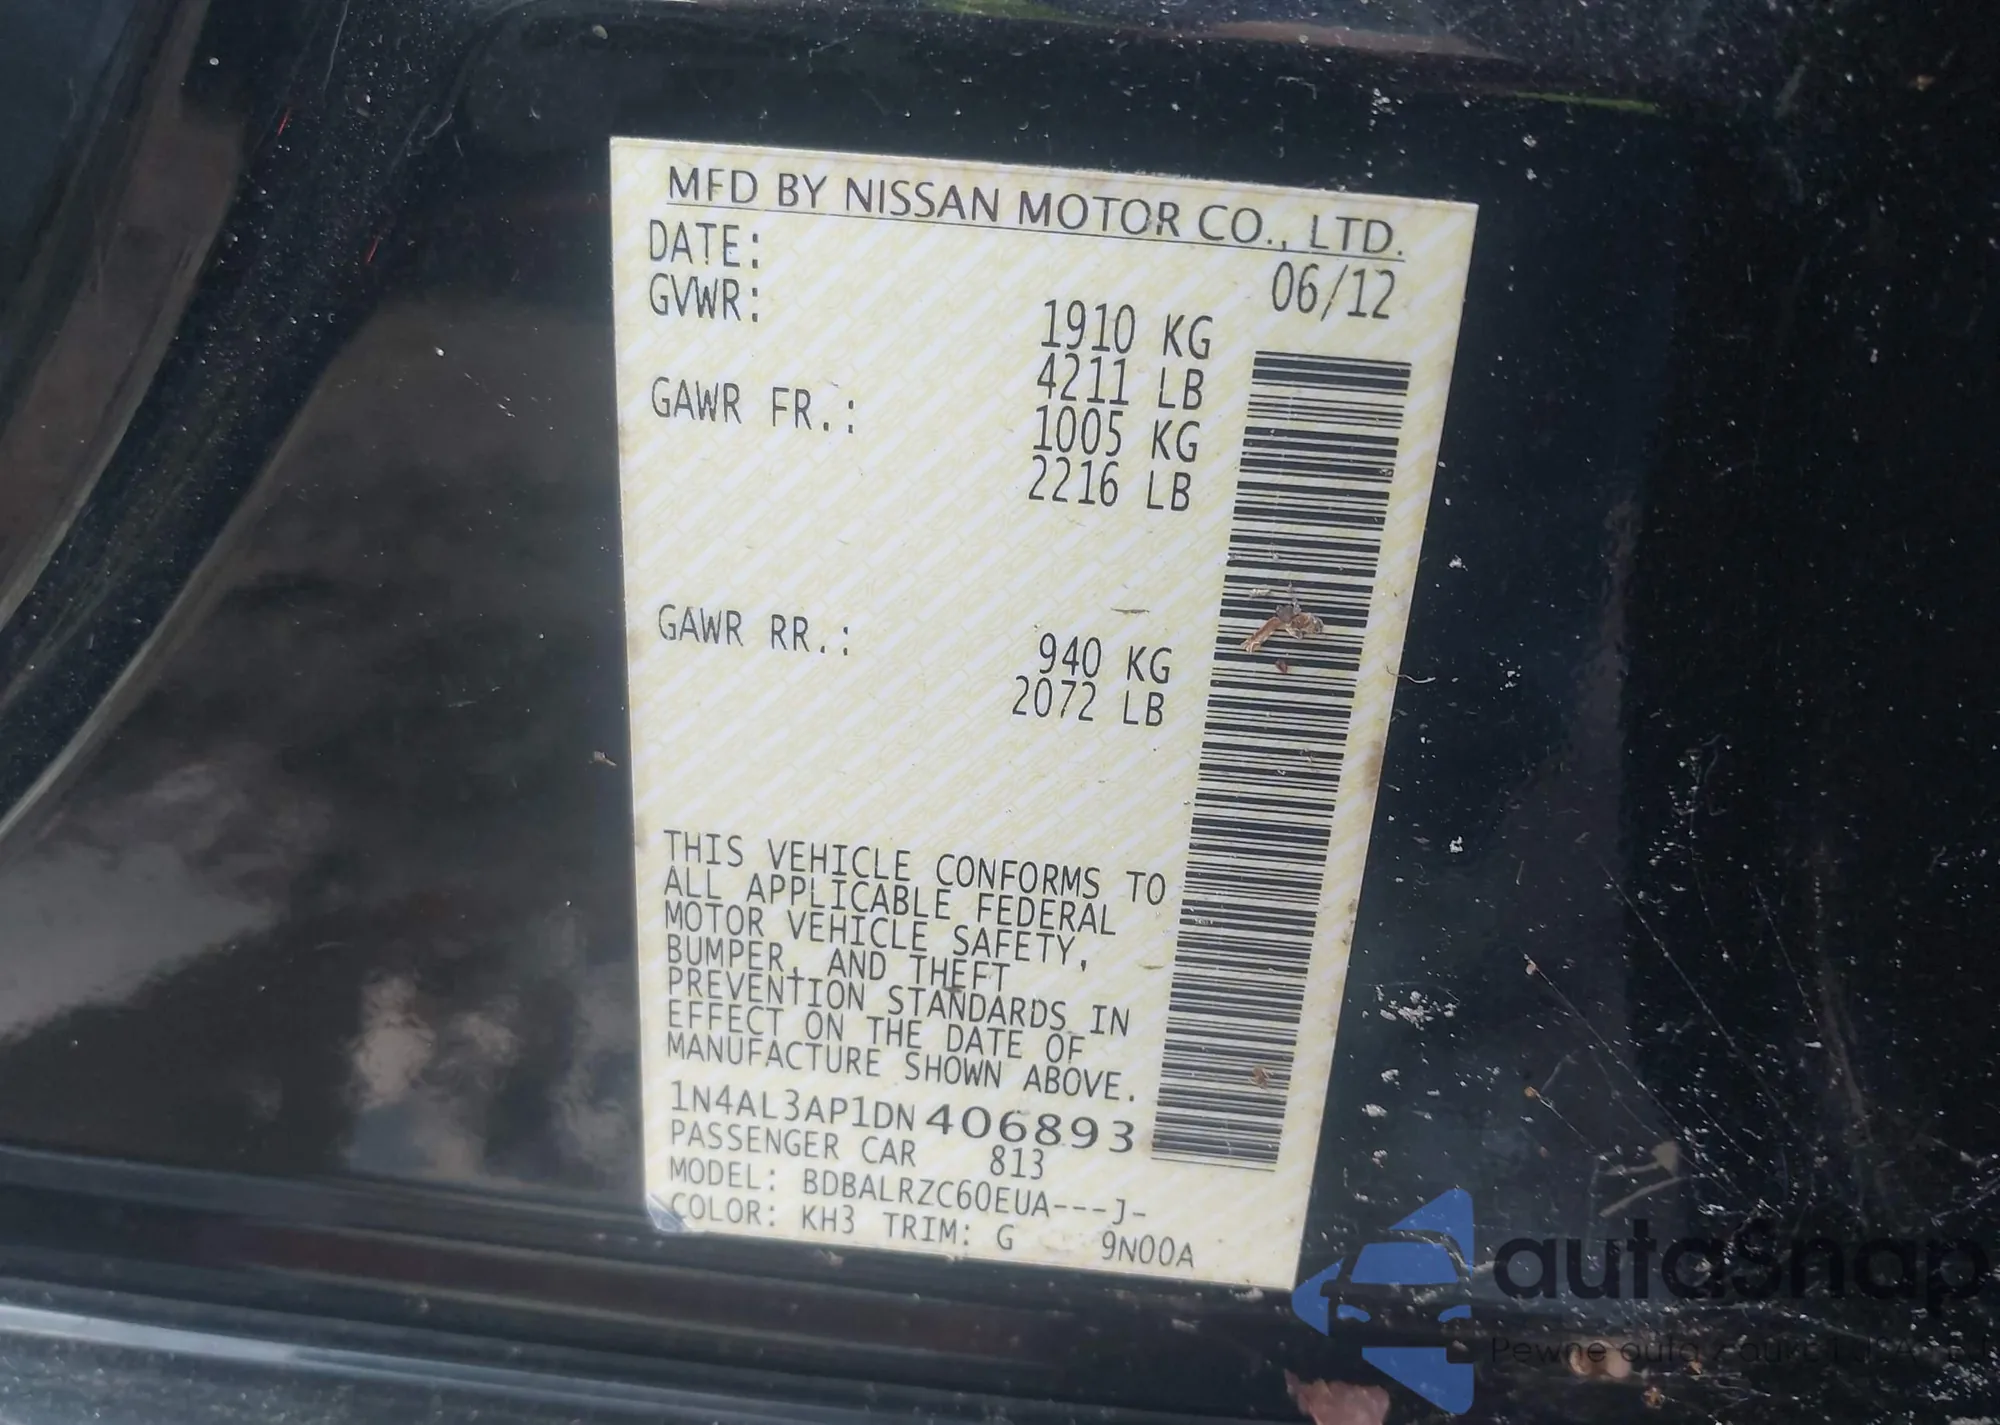 MFD BY NISSAN MOTOR CO., LTD.
DATE: 06/12
GVWR: 1910 KG
4211 LB
GAWR FR.: 1005 KG
2216 LB
GAWR RR.: 940 KG
2072 LB
THIS VEHICLE CONFORMS TO
ALL APPLICABLE FEDERAL
MOTOR VEHICLE SAFETY,
BUMPER, AND THEFT
PREVENTION STANDARDS IN
EFFECT ON THE DATE OF
MANUFACTURE SHOWN ABOVE.
1N4AL3AP1DN406893
PASSENGER CAR 813
MODEL: BDBALRZC60EUA---J-
COLOR: KH3 TRIM: G 9N00A
autaSnap
Pewne auta z